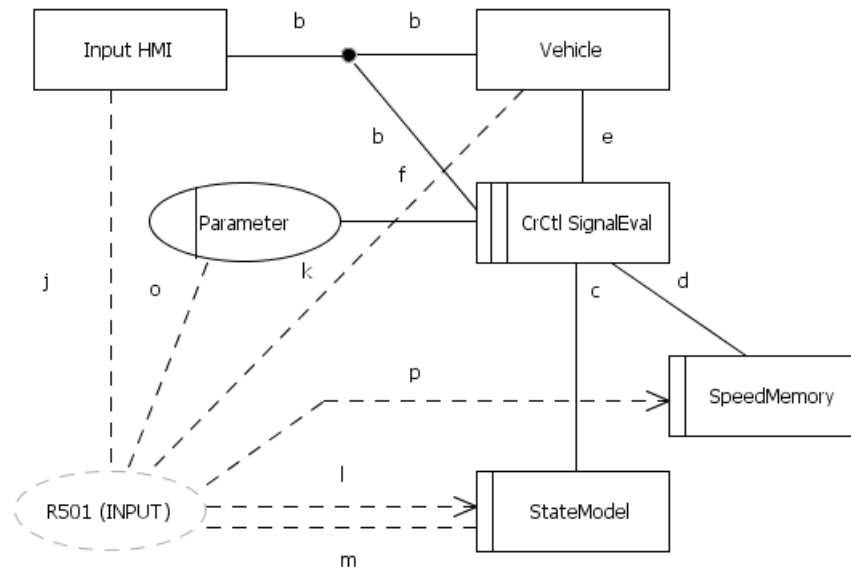 b
b
Input HMI
Vehicle
b
e
f
Parameter
CrCtl SignalEval
k
j
o
c
d
p
SpeedMemory
l
R501 (INPUT)
StateModel
m